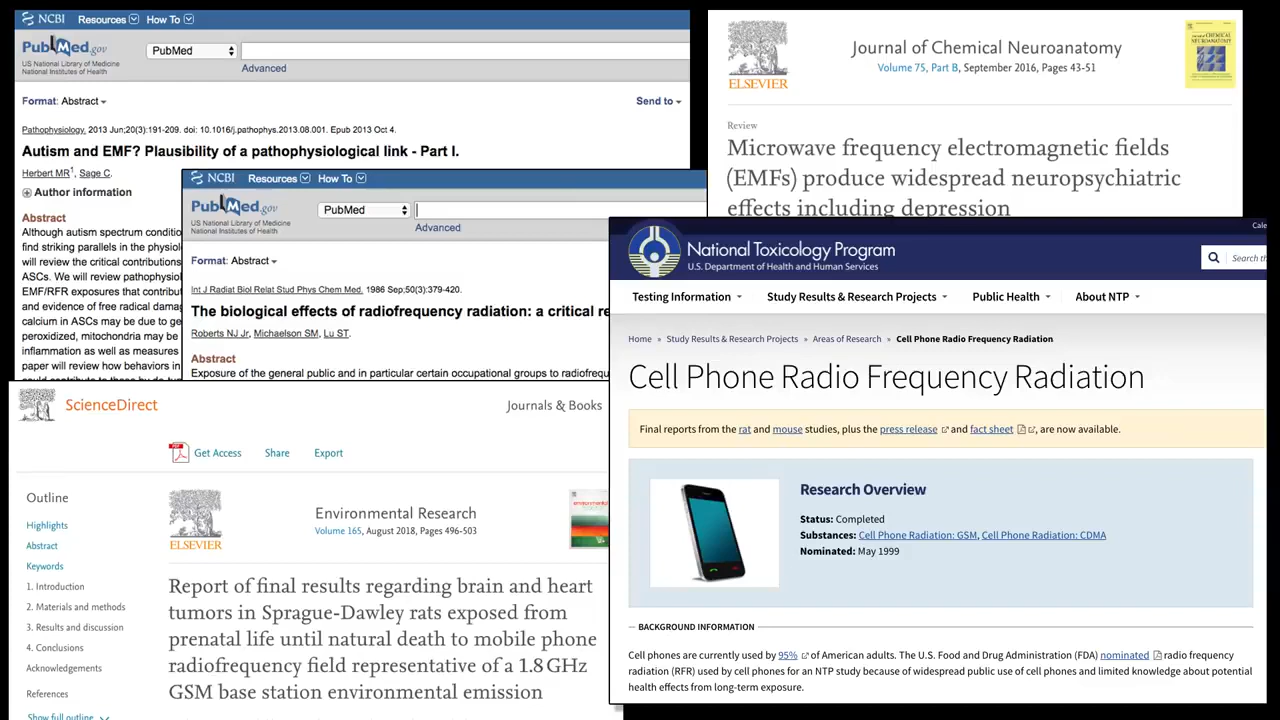 NCBI Resources How To
PubMed.gov
US National Library of Medicine
National Institutes of Health
PubMed
Advanced
Format: Abstract
Send to
Pathophysiology. 2013 Jun;20(3):191-209. doi: 10.1016/j.pathophys.2013.08.001. Epub 2013 Oct 4.
Autism and EMF? Plausibility of a pathophysiological link - Part I.
Herbert MR1, Sage C.
Author information
Abstract
Although autism spectrum conditio
find striking parallels in the physiol
will review the critical contributions
ASCs. We will review pathophysiol
EMF/RFR exposures that contribut
and evidence of free radical damag
calcium in ASCs may be due to ge
peroxidized, mitochondria may be
inflammation as well as measures
paper will review how behaviors in
NCBI Resources How To
PubMed.gov
US National Library of Medicine
National Institutes of Health
PubMed
Advanced
Format: Abstract
Int J Radiat Biol Relat Stud Phys Chem Med. 1986 Sep;50(3):379-420.
The biological effects of radiofrequency radiation: a critical re
Roberts NJ Jr, Michaelson SM, Lu ST.
Abstract
Exposure of the general public and in particular certain occupational groups to radiofrequ
ELSEVIER
Journal of Chemical Neuroanatomy
Volume 75, Part B, September 2016, Pages 43-51
Review
Microwave frequency electromagnetic fields
(EMFs) produce widespread neuropsychiatric
effects including depression
ScienceDirect
Journals & Books
Get Access Share Export
Outline
Highlights
Abstract
Keywords
1. Introduction
2. Materials and methods
3. Results and discussion
4. Conclusions
Acknowledgements
References
Show full outline
ELSEVIER
Environmental Research
Volume 165, August 2018, Pages 496-503
Report of final results regarding brain and heart
tumors in Sprague-Dawley rats exposed from
prenatal life until natural death to mobile phone
radiofrequency field representative of a 1.8 GHz
GSM base station environmental emission
Cale
National Toxicology Program
U.S. Department of Health and Human Services
Search th
Testing Information Study Results & Research Projects Public Health About NTP
Home » Study Results & Research Projects » Areas of Research » Cell Phone Radio Frequency Radiation
Cell Phone Radio Frequency Radiation
Final reports from the rat and mouse studies, plus the press release and fact sheet, are now available.
Research Overview
Status: Completed
Substances: Cell Phone Radiation: GSM, Cell Phone Radiation: CDMA
Nominated: May 1999
BACKGROUND INFORMATION
Cell phones are currently used by 95% of American adults. The U.S. Food and Drug Administration (FDA) nominated radio frequency
radiation (RFR) used by cell phones for an NTP study because of widespread public use of cell phones and limited knowledge about potential
health effects from long-term exposure.